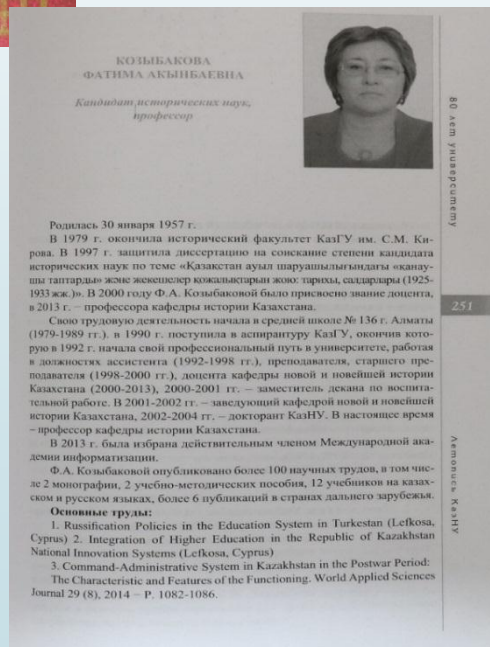 КОЗЫБАКОВА
ФАТИМА АКЫНБАЕВНА
Кандидат исторических наук,
профессор
80 лет университету
251
Летопись КазНУ
Родилась 30 января 1957 г.
В 1979 г. окончила исторический факультет КазГУ им. С.М. Ки-
рова. В 1997 г. защитила диссертацию на соискание степени кандидата
исторических наук по теме «Қазақстан ауыл шаруашылығындағы «қанау-
шы таптарды» және жекешелер қожалықтарын жою: тарихы, салдарлары (1925-
1933 жж.)». В 2000 году Ф.А. Козыбаковой было присвоено звание доцента,
в 2013 г. – профессора кафедры истории Казахстана.
Свою трудовую деятельность начала в средней школе № 136 г. Алматы
(1979-1989 гг.). в 1990 г. поступила в аспирантуру КазГУ, окончив кото-
рую в 1992 г. начала свой профессиональный путь в университете, работая
в должностях ассистента (1992-1998 гг.), преподавателя, старшего пре-
подавателя (1998-2000 гг.), доцента кафедры новой и новейшей истории
Казахстана (2000-2013), 2000-2001 гг. – заместитель декана по воспита-
тельной работе. В 2001-2002 гг. –заведующий кафедрой новой и новейшей
истории Казахстана, 2002-2004 гг. – докторант КазНУ. В настоящее время
– профессор кафедры истории Казахстана.
В 2013 г. была избрана действительным членом Международной ака-
демии информатизации.
Ф.А. Козыбаковой опубликовано более 100 научных трудов, в том чис-
ле 2 монографии, 2 учебно-методических пособия, 12 учебников на казах-
ском и русском языках, более 6 публикаций в странах дальнего зарубежья.
Основные труды:
1. Russification Policies in the Education System in Turkestan (Lefkosa,
Cyprus) 2. Integration of Higher Education in the Republic of Kazakhstan
National Innovation Systems (Lefkosa, Cyprus)
3. Command-Administrative System in Kazakhstan in the Postwar Period:
The Characteristic and Features of the Functioning. World Applied Sciences
Journal 29 (8), 2014 – P. 1082-1086.